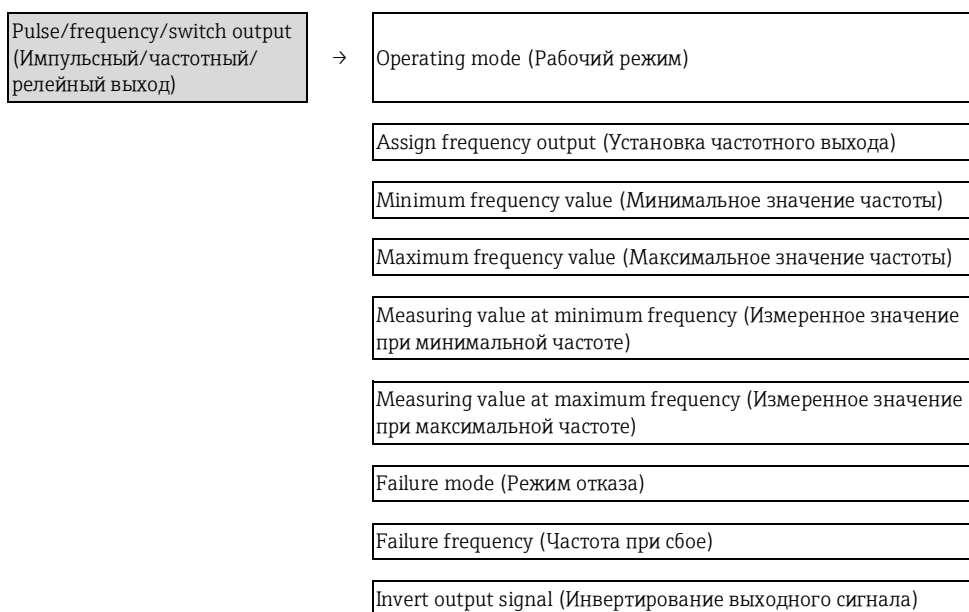 Pulse/frequency/switch output
(Импульсный/частотный/
релейный выход)
→
Operating mode (Рабочий режим)
Assign frequency output (Установка частотного выхода)
Minimum frequency value (Минимальное значение частоты)
Maximum frequency value (Максимальное значение частоты)
Measuring value at minimum frequency (Измеренное значение
при минимальной частоте)
Measuring value at maximum frequency (Измеренное значение
при максимальной частоте)
Failure mode (Режим отказа)
Failure frequency (Частота при сбое)
Invert output signal (Инвертирование выходного сигнала)